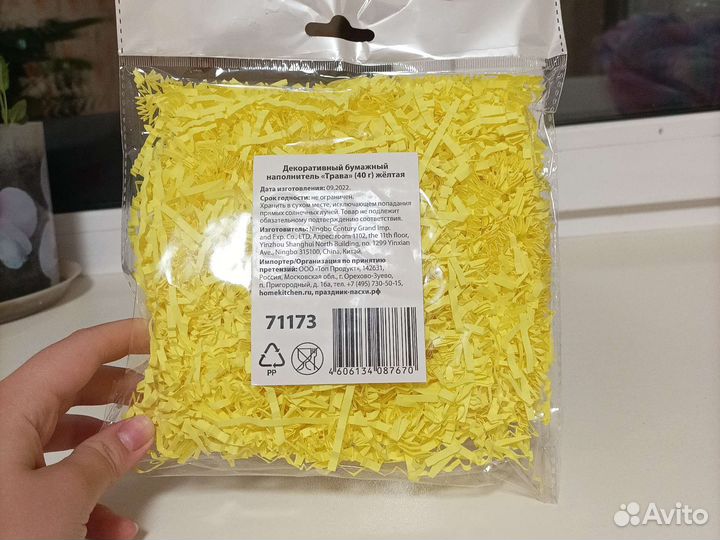 Декоративный бумажный
наполнитель «Трава» (40 г) жёлтая
Дата изготовления: 09.2022.
Срок годности: не ограничен.
Хранить в сухом месте, исключающем попадания
прямых солнечных лучей. Товар не подлежит
обязательному подтверждению соответствия.
Изготовитель: Ningbo Century Grand Imp.
and Exp. Co., LTD. Адрес: room 1102, the 11th floor,
Yinzhou Shanghai North Building, no. 1299 Yinxian
Ave., Ningbo 315100, China, Китай.
Импортер/Организация по принятию
претензий: ООО «Топ Продукт», 142631,
Россия, Московская обл., г. Орехово-Зуево,
п. Пригородный, д. 16а, тел. +7 (495) 730-50-15,
homekitchen.ru, праздник-пасхи.рф
71173
PP
4 606134 087670
Avito